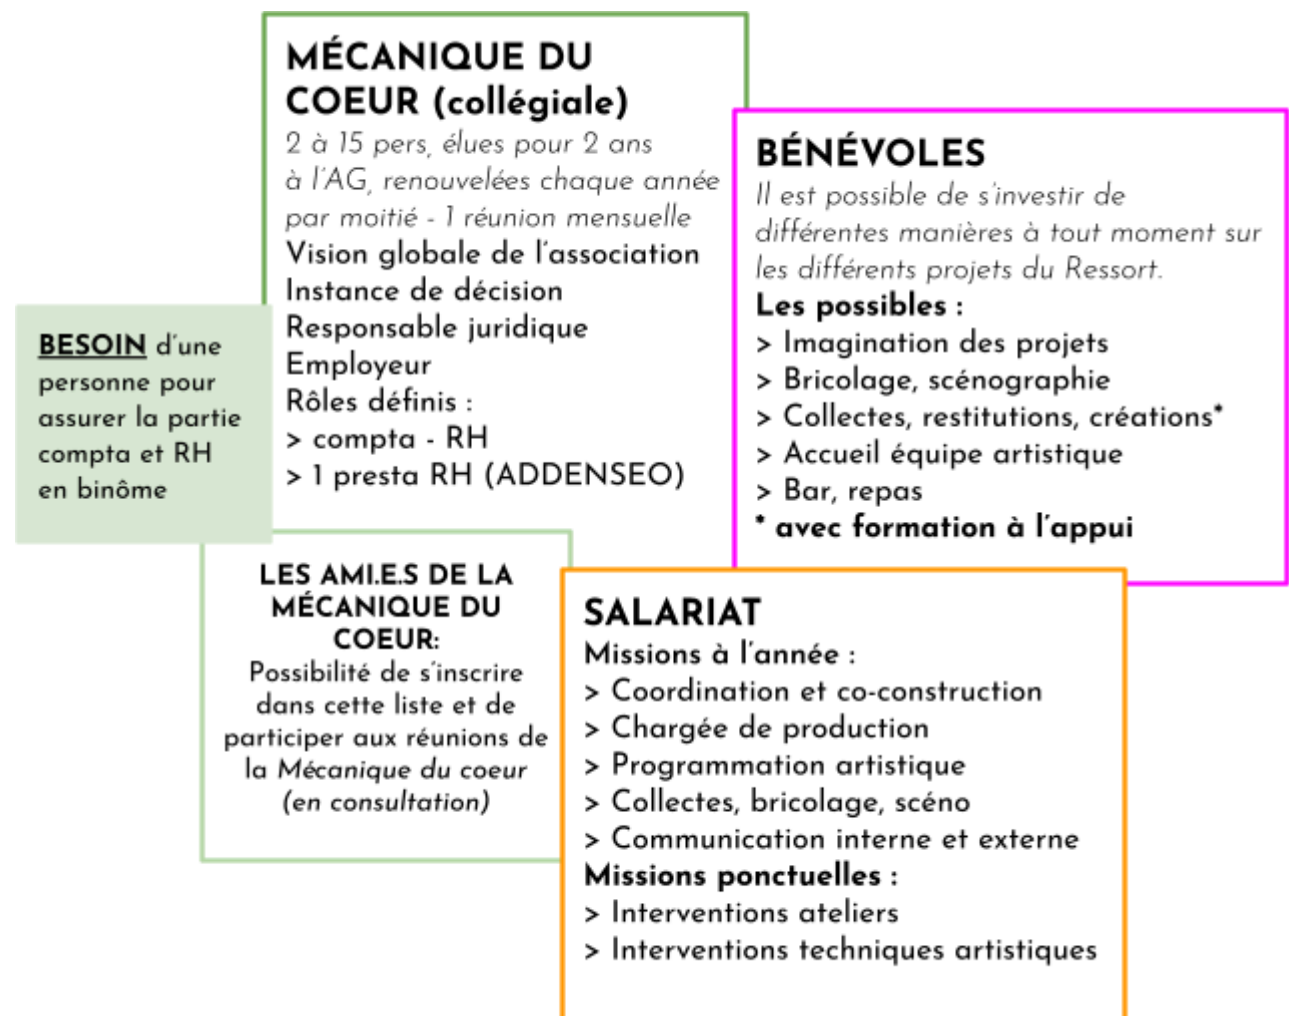 MÉCANIQUE DU
COEUR (collégiale)
2 à 15 pers, élues pour 2 ans
à l'AG, renouvelées chaque année
par moitié - 1 réunion mensuelle
Vision globale de l'association
Instance de décision
Responsable juridique
Employeur
Rôles définis :
> compta - RH
> 1 presta RH (ADDENSEO)
BÉNÉVOLES
Il est possible de s'investir de
différentes manières à tout moment sur
les différents projets du Ressort.
Les possibles :
> Imagination des projets
> Bricolage, scénographie
> Collectes, restitutons, créations*
> Accueil équipe artistique
> Bar, repas
* avec formation à l'appui
BESOIN d'une
personne pour
assurer la partie
compta et RH
en binôme
LES AMI.E.S DE LA
MÉCANIQUE DU
COEUR:
Possibilité de s'inscrire
dans cette liste et de
participer aux réunions de
la Mécanique du coeur
(en consultation)
SALARIAT
Missions à l'année :
> Coordination et co-construction
> Chargée de production
> Programmation artistique
> Collectes, bricolage, scéno
> Communication interne et externe
Missions ponctuelles :
> Interventions ateliers
> Interventions techniques artistiques